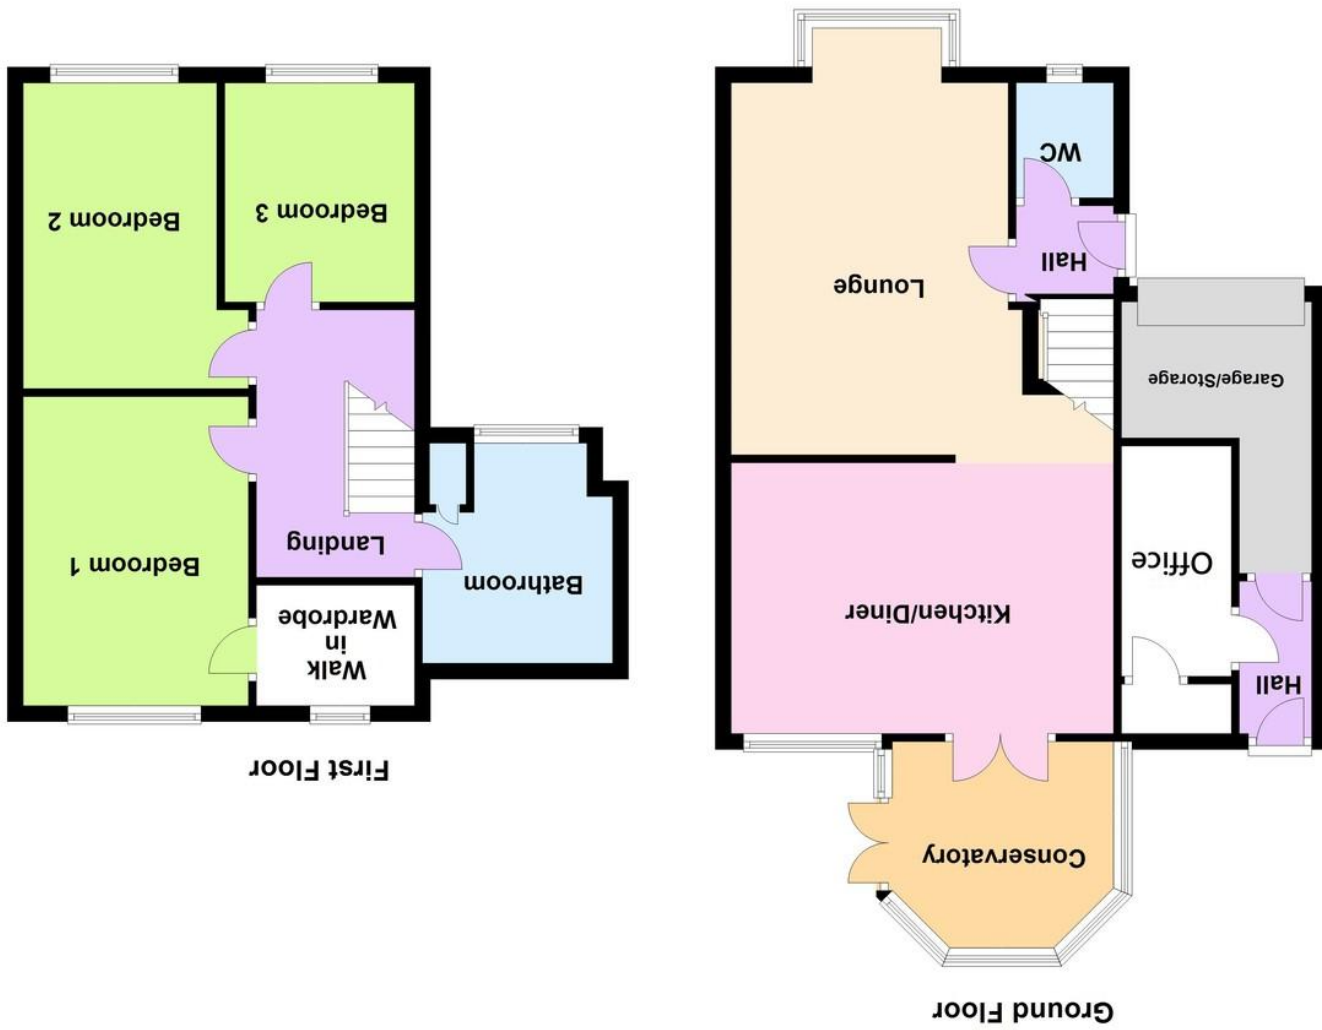 Ground Floor
Conservatory
Hall
Kitchen/Diner
Office
Garage/Storage
Lounge
Hall
WC
First Floor
Walk
in
Wardrobe
Bathroom
Bedroom 1
Landing
Bedroom 3
Bedroom 2